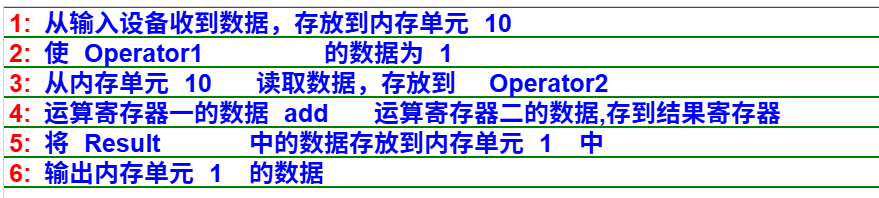 1: 从输入设备收到数据，存放到内存单元 10
2: 使 Operator1 的数据为 1
3: 从内存单元 10 读取数据，存放到 Operator2
4: 运算寄存器一的数据 add 运算寄存器二的数据,存到结果寄存器
5: 将 Result 中的数据存放到内存单元 1 中
6: 输出内存单元 1 的数据